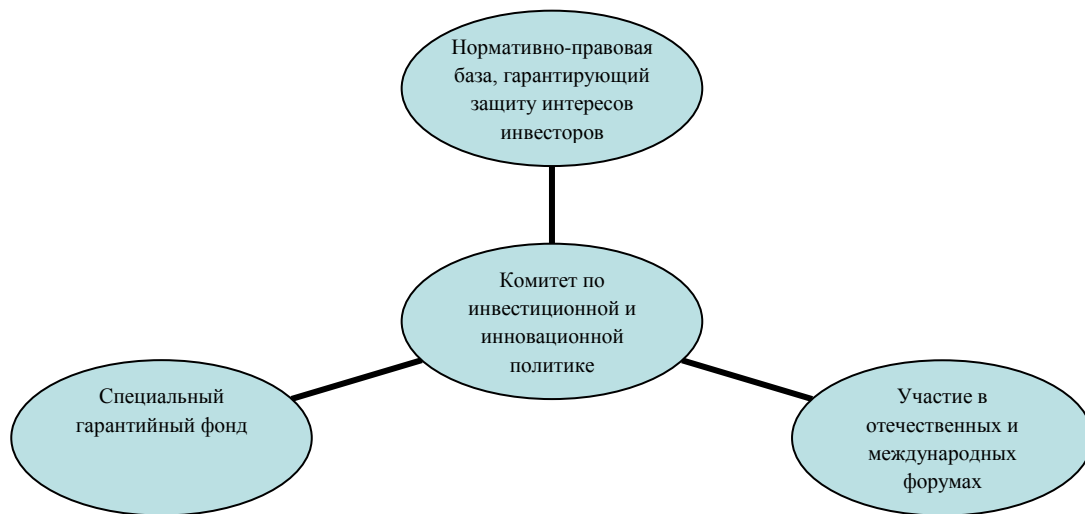 Нормативно-правовая
база, гарантирующий
защиту интересов
инвесторов
Комитет по
инвестиционной и
инновационной
политике
Специальный
гарантийный фонд
Участие в
отечественных и
международных
форумах